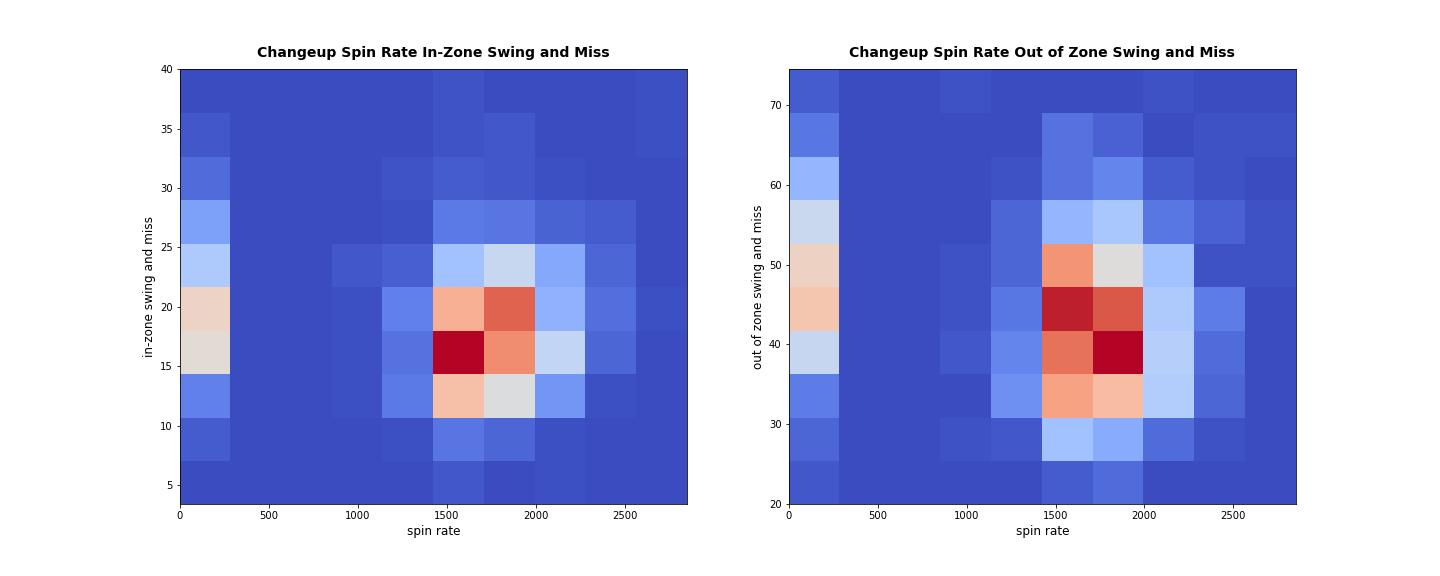 Changeup Spin Rate In-Zone Swing and Miss
40
35
30
25
20
15
10
5
in-zone swing and miss
0 500 1000 1500 2000 2500
spin rate
Changeup Spin Rate Out of Zone Swing and Miss
70
60
50
40
30
20
out of zone swing and miss
0 500 1000 1500 2000 2500
spin rate